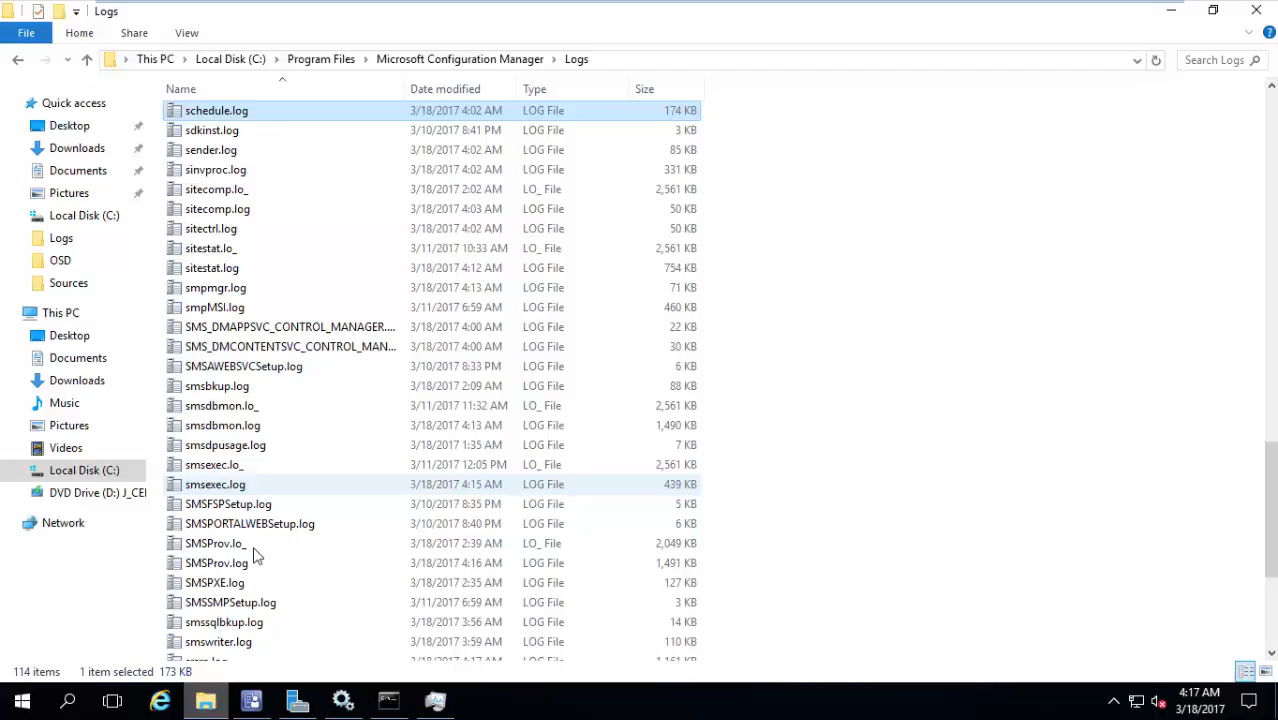 Logs
File Home Share View
This PC Local Disk (C:) Program Files Microsoft Configuration Manager Logs
Search Logs
Name Date modified Type Size
Quick access
Desktop
Downloads
Documents
Pictures
Local Disk (C:)
Logs
OSD
Sources
This PC
Desktop
Documents
Downloads
Music
Pictures
Videos
Local Disk (C:)
DVD Drive (D:) J_CEI
Network
schedule.log 3/18/2017 4:02 AM LOG File 174 KB
sdkinst.log 3/10/2017 8:41 PM LOG File 3 KB
sender.log 3/18/2017 4:02 AM LOG File 85 KB
sinvproc.log 3/18/2017 4:02 AM LOG File 331 KB
sitecomp.lo_ 3/18/2017 2:02 AM LO_ File 2,561 KB
sitecomp.log 3/18/2017 4:03 AM LOG File 50 KB
sitectrl.log 3/18/2017 4:02 AM LOG File 50 KB
sitestat.lo_ 3/11/2017 10:33 AM LO_ File 2,561 KB
sitestat.log 3/18/2017 4:12 AM LOG File 754 KB
smpmgr.log 3/18/2017 4:13 AM LOG File 71 KB
smpMSI.log 3/11/2017 6:59 AM LOG File 460 KB
SMS_DMAPPSVC_CONTROL_MANAGER.... 3/18/2017 4:00 AM LOG File 22 KB
SMS_DMCONTENTSVC_CONTROL_MAN... 3/18/2017 4:00 AM LOG File 30 KB
SMSAWEBSVCSetup.log 3/10/2017 8:33 PM LOG File 6 KB
smsbkup.log 3/18/2017 2:09 AM LOG File 88 KB
smsdbmon.lo_ 3/11/2017 11:32 AM LO_ File 2,561 KB
smsdbmon.log 3/18/2017 4:13 AM LOG File 1,490 KB
smsdpusage.log 3/18/2017 1:35 AM LOG File 7 KB
smsexec.lo_ 3/11/2017 12:05 PM LO_ File 2,561 KB
smsexec.log 3/18/2017 4:15 AM LOG File 439 KB
SMSFSPSetup.log 3/10/2017 8:35 PM LOG File 5 KB
SMSPORTALWEBSetup.log 3/10/2017 8:40 PM LOG File 6 KB
SMSProv.lo_ 3/18/2017 2:39 AM LO_ File 2,049 KB
SMSProv.log 3/18/2017 4:16 AM LOG File 1,491 KB
SMSPXE.log 3/18/2017 2:35 AM LOG File 127 KB
SMSSMPSetup.log 3/11/2017 6:59 AM LOG File 3 KB
smssqlbkup.log 3/18/2017 3:56 AM LOG File 14 KB
smswriter.log 3/18/2017 3:59 AM LOG File 110 KB
114 items 1 item selected 173 KB
4:17 AM
3/18/2017